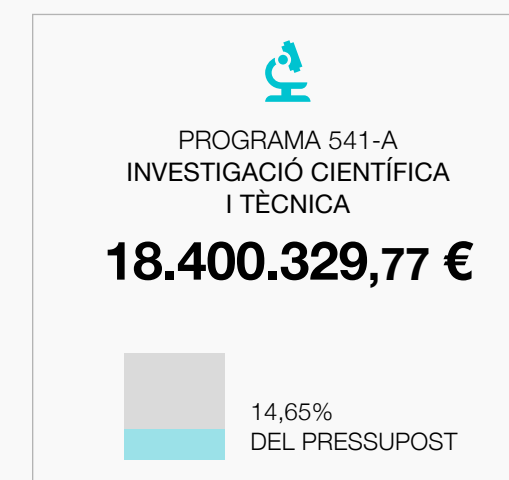 PROGRAMA 541-A
INVESTIGACIÓ CIENTÍFICA
I TÈCNICA
18.400.329,77 €
14,65%
DEL PRESSUPOST